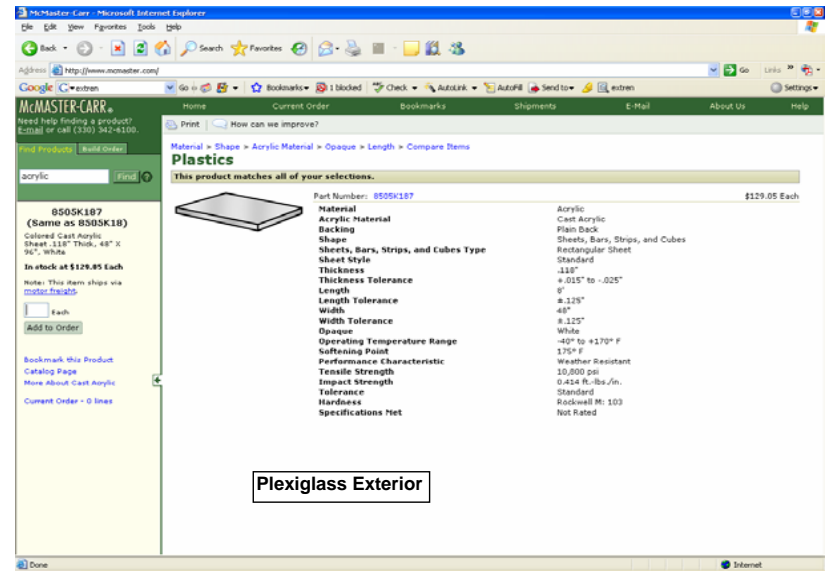 McMaster-Carr - Microsoft Internet Explorer
File Edit View Favorites Tools Help
Back Search Favorites
Address http://www.mcmaster.com/ Go Links »
Google extren Go Bookmarks 1 blocked Check AutoLink AutoFill Send to extren Settings
McMASTER-CARR® Home Current Order Bookmarks Shipments E-Mail About Us Help
Need help finding a product?
E-mail or call (330) 342-6100.
Print How can we improve?
Find Products Build Order
acrylic Find
8505K187
(Same as 8505K18)
Colored Cast Acrylic
Sheet .118" Thick, 48" X
96", White
In stock at $129.05 Each
Note: This item ships via
motor freight.
Each
Add to Order
Bookmark this Product
Catalog Page
More About Cast Acrylic
Current Order - 0 lines
Material > Shape > Acrylic Material > Opaque > Length > Compare Items
Plastics
This product matches all of your selections.
Part Number: 8505K187 $129.05 Each
Material Acrylic
Acrylic Material Cast Acrylic
Backing Plain Back
Shape Sheets, Bars, Strips, and Cubes
Sheets, Bars, Strips, and Cubes Type Rectangular Sheet
Sheet Style Standard
Thickness .118"
Thickness Tolerance +.015" to -.025"
Length 8'
Length Tolerance ±.125"
Width 48"
Width Tolerance ±.125"
Opaque White
Operating Temperature Range -40° to +170° F
Softening Point 175° F
Performance Characteristic Weather Resistant
Tensile Strength 10,800 psi
Impact Strength 0.414 ft.-lbs./in.
Tolerance Standard
Hardness Rockwell M: 103
Specifications Met Not Rated
Plexiglass Exterior
Done Internet